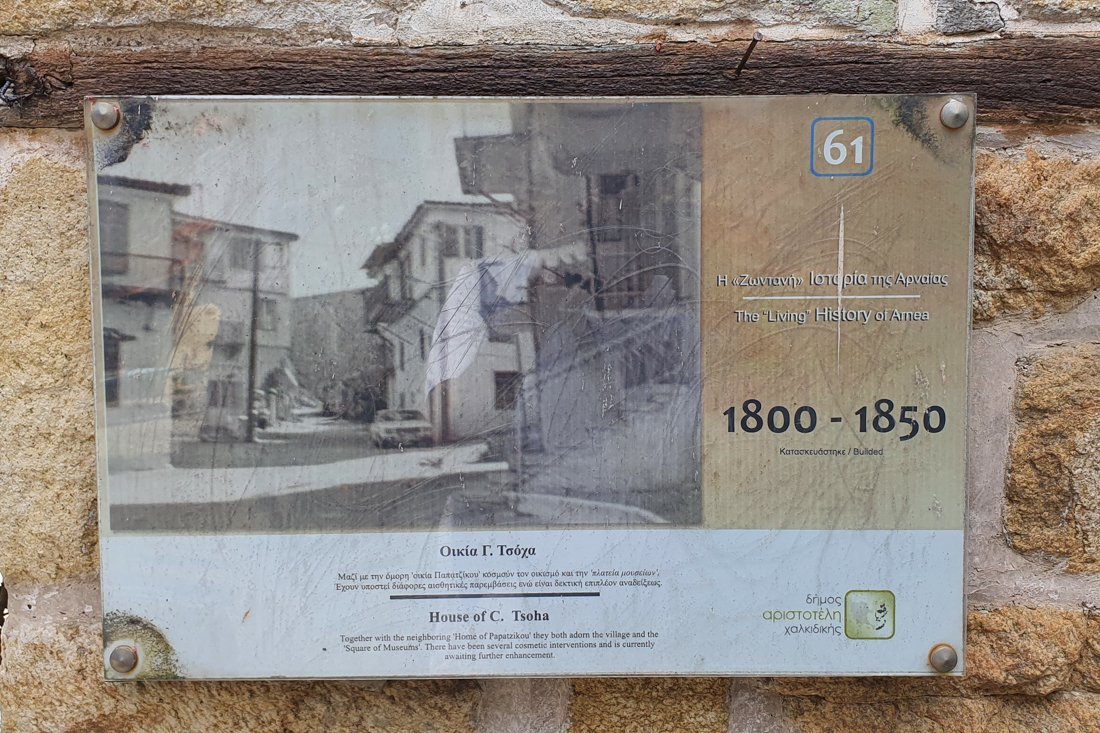 61
Η «Ζωντανή» Ιστορία της Αρναίας
The "Living" History of Arnea
1800 - 1850
Κατασκευάστηκε / Builded
Οικία Γ. Τσόχα
Μαζί με την όμορη 'οικία Παπατζίκου' κοσμούν τον οικισμό και την 'πλατεία μουσείων'.
Έχουν υποστεί διάφορες αισθητικές παρεμβάσεις ενώ είναι δεκτική επιπλέον αναδείξεως.
House of C. Tsoha
Together with the neighboring 'Home of Papatzikou' they both adorn the village and the
'Square of Museums'. There have been several cosmetic interventions and is currently
awaiting further enhancement.
δήμος
αριστοτέλη
χαλκιδικής